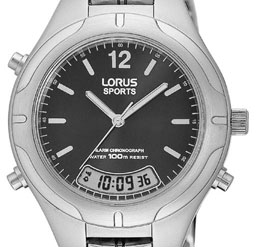 12
LORUS
SPORTS
ALARM CHRONOGRAPH
WATER 100m RESIST
10:09 36